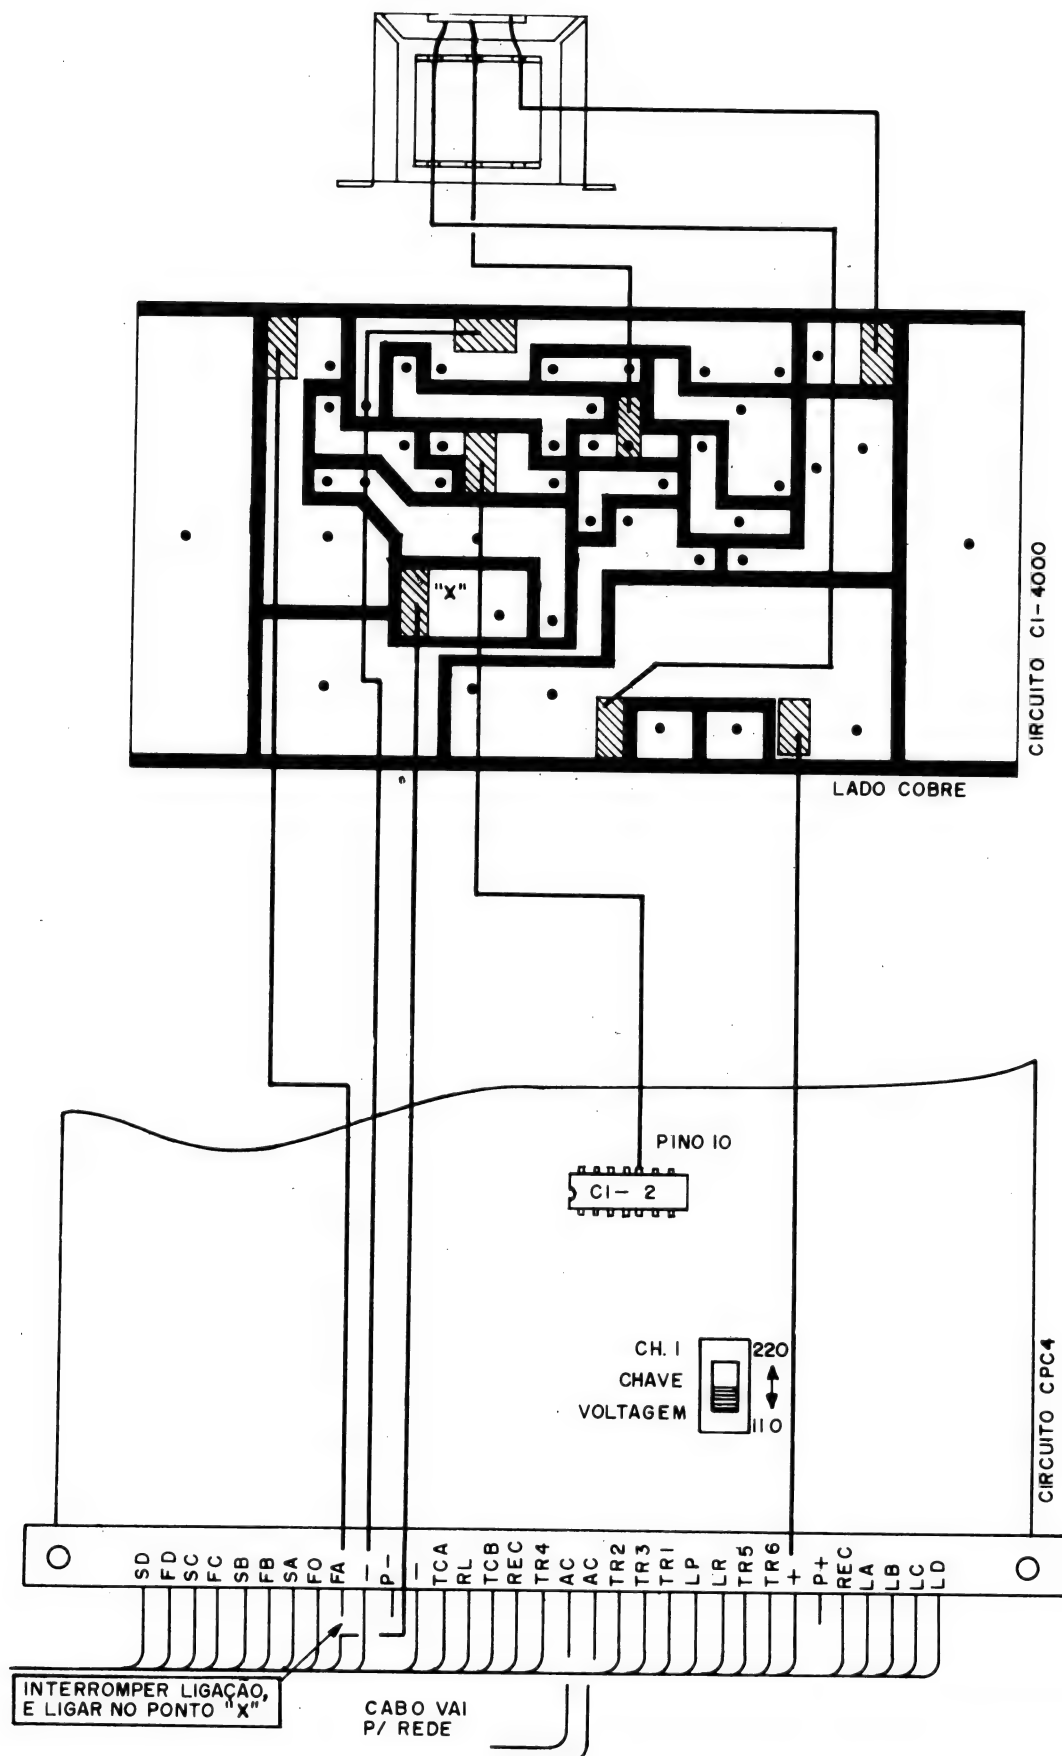 "X"
CIRCUITO CI-4000
LADO COBRE
PINO 10
CI- 2
CH. 1
CHAVE
VOLTAGEM
220
110
CIRCUITO CPC4
SD
FD
SC
FC
SB
FB
SA
FO
FA
-
P-
-
TCA
RL
TCB
REC
TR4
AC
AC
TR2
TR3
TR1
LP
LR
TR5
TR6
+
P+
REC
LA
LB
LC
LD
INTERROMPER LIGAÇÃO,
E LIGAR NO PONTO "X"
CABO VAI
P/ REDE